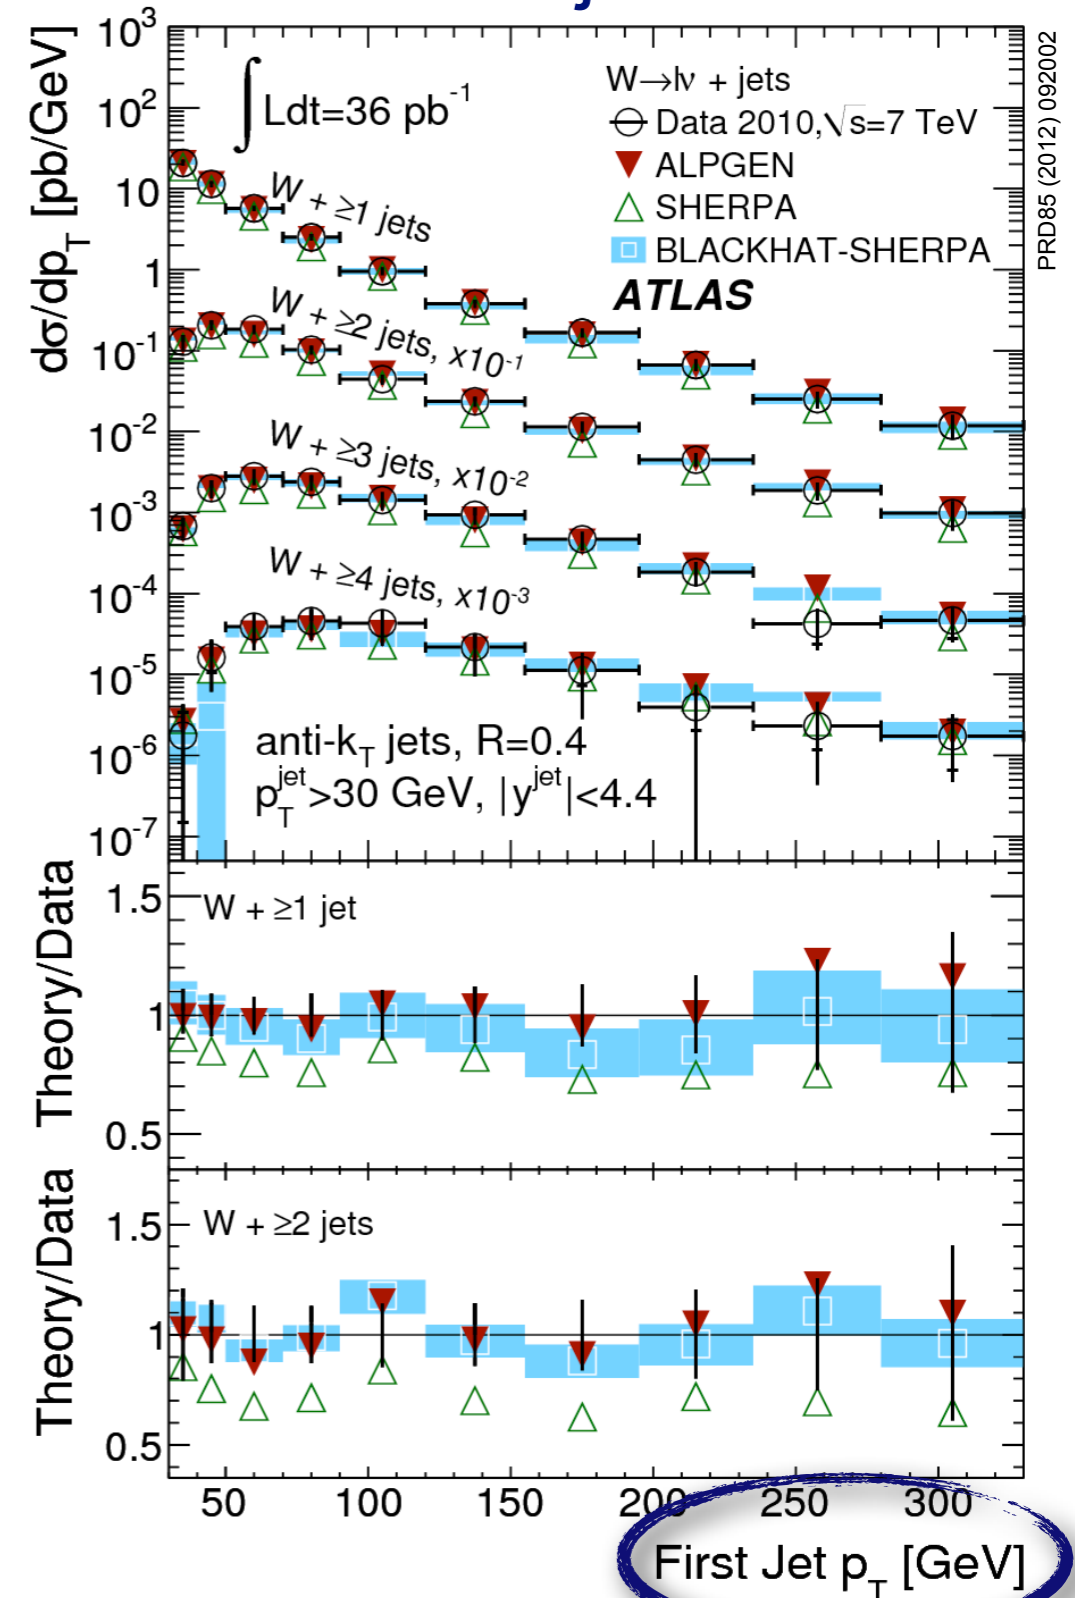 j
10³
10²
10
1
10⁻¹
10⁻²
10⁻³
10⁻⁴
10⁻⁵
10⁻⁶
10⁻⁷
dσ/dp_T [pb/GeV]
∫Ldt=36 pb⁻¹
W→lν + jets
Data 2010,√s=7 TeV
ALPGEN
SHERPA
BLACKHAT-SHERPA
ATLAS
PRD85 (2012) 092002
W + ≥1 jets
W + ≥2 jets, x10⁻¹
W + ≥3 jets, x10⁻²
W + ≥4 jets, x10⁻³
anti-k_T jets, R=0.4
p_T^jet>30 GeV, |y^jet|<4.4
Theory/Data
1.5
1
0.5
W + ≥1 jet
Theory/Data
1.5
1
0.5
W + ≥2 jets
50 100 150 200 250 300
First Jet p_T [GeV]